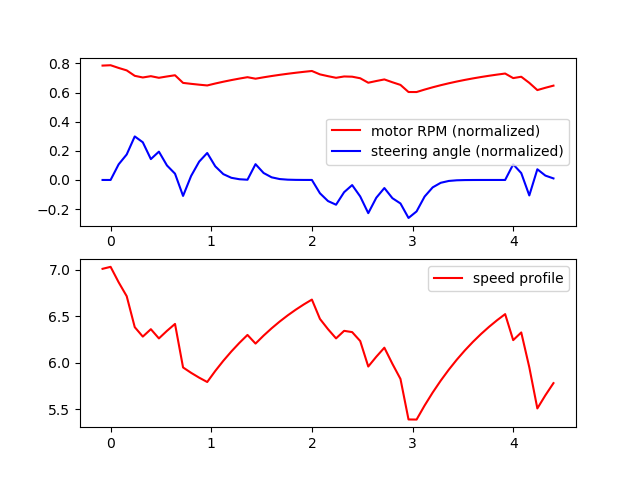 0.8
0.6
0.4
0.2
0.0
−0.2
motor RPM (normalized)
steering angle (normalized)
0 1 2 3 4
7.0
6.5
6.0
5.5
speed profile
0 1 2 3 4